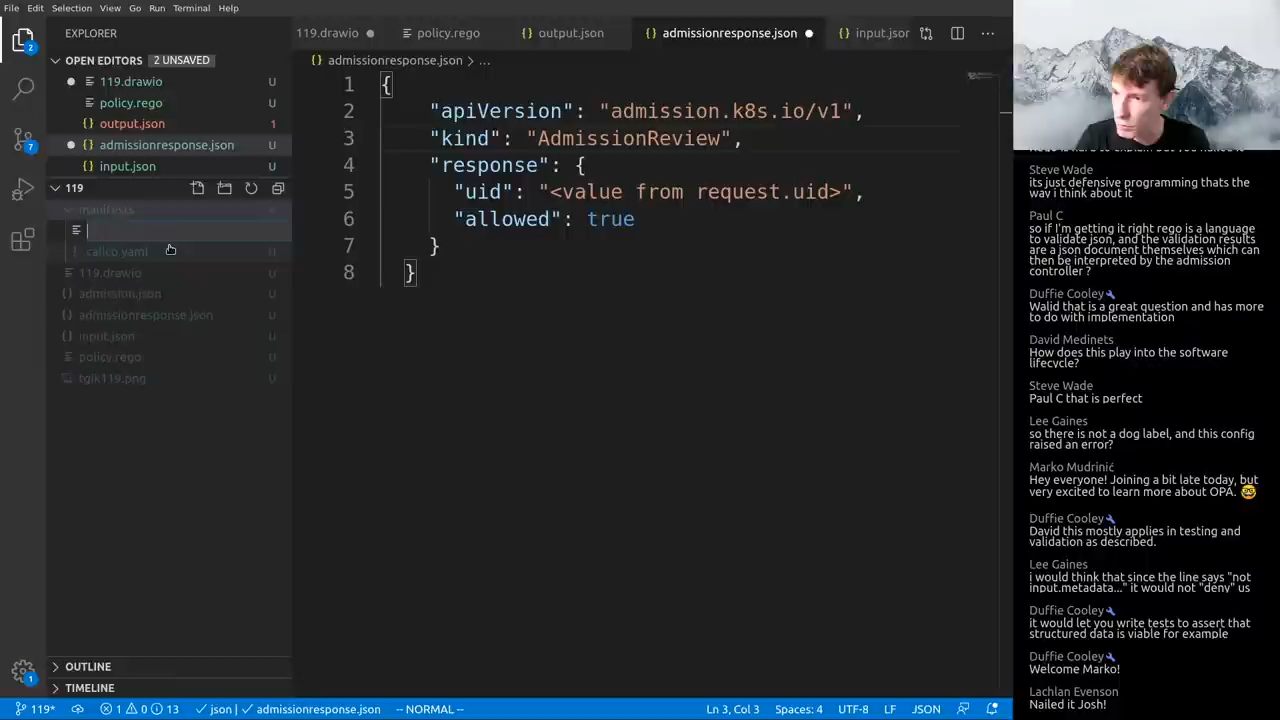 File Edit Selection View Go Run Terminal Help
EXPLORER
OPEN EDITORS 2 UNSAVED
119.drawio U
policy.rego U
output.json 1
admissionresponse.json U
input.json U
119
manifests
calico.yaml U
119.drawio U
admission.json U
admissionresponse.json U
input.json U
policy.rego U
tgik119.png U
OUTLINE
TIMELINE
119.drawio policy.rego output.json admissionresponse.json input.jsor
admissionresponse.json > ...
1 {
2 "apiVersion": "admission.k8s.io/v1",
3 "kind": "AdmissionReview",
4 "response": {
5 "uid": "<value from request.uid>",
6 "allowed": true
7 }
8 }
2
7
1
119* 1 0 13 json | admissionresponse.json -- NORMAL -- Ln 3, Col 3 Spaces: 4 UTF-8 LF JSON
Steve Wade
its just defensive programming thats the
way i think about it
Paul C
so if I'm getting it right rego is a language
to validate json, and the validation results
are a json document themselves which can
then be interpreted by the admission
controller ?
Duffie Cooley
Walid that is a great question and has more
to do with implementation
David Medinets
How does this play into the software
lifecycle?
Steve Wade
Paul C that is perfect
Lee Gaines
so there is not a dog label, and this config
raised an error?
Marko Mudrinić
Hey everyone! Joining a bit late today, but
very excited to learn more about OPA. 🤓
Duffie Cooley
David this mostly applies in testing and
validation as described.
Lee Gaines
i would think that since the line says "not
input.metadata..." it would not "deny" us
Duffie Cooley
it would let you write tests to assert that
structured data is viable for example
Duffie Cooley
Welcome Marko!
Lachlan Evenson
Nailed it Josh!